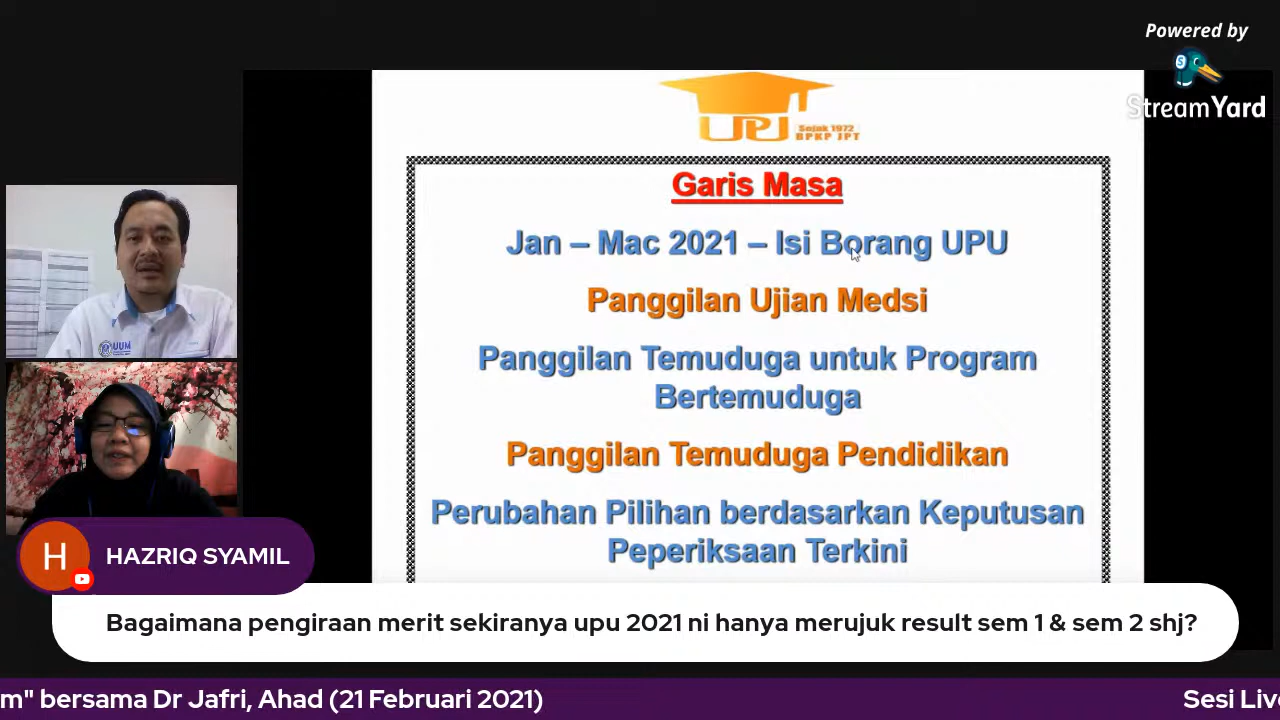 Powered by
StreamYard
UPU
Sejak 1972
BPKP JPT
Garis Masa
Jan – Mac 2021 – Isi Borang UPU
Panggilan Ujian Medsi
Panggilan Temuduga untuk Program
Bertemuduga
Panggilan Temuduga Pendidikan
Perubahan Pilihan berdasarkan Keputusan
Peperiksaan Terkini
UUM
H
HAZRIQ SYAMIL
Bagaimana pengiraan merit sekiranya upu 2021 ni hanya merujuk result sem 1 & sem 2 shj?
m" bersama Dr Jafri, Ahad (21 Februari 2021)
Sesi Liv